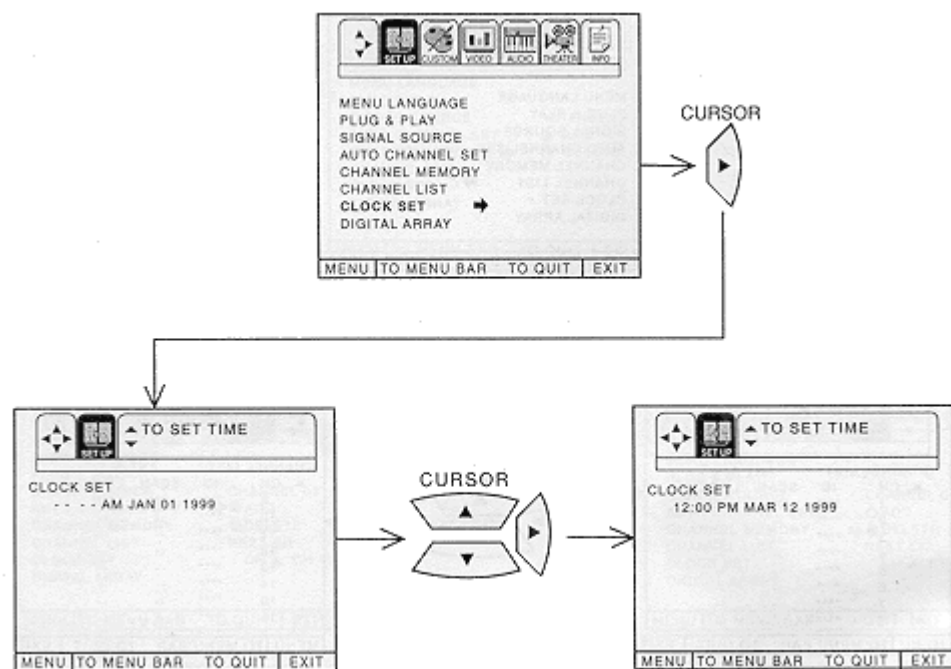 SET UP CUSTOM VIDEO AUDIO THEATER INFO
MENU LANGUAGE
PLUG & PLAY
SIGNAL SOURCE
AUTO CHANNEL SET
CHANNEL MEMORY
CHANNEL LIST
CLOCK SET
DIGITAL ARRAY
MENU TO MENU BAR TO QUIT EXIT
CURSOR
SET UP
TO SET TIME
CLOCK SET
- - - - AM JAN 01 1999
MENU TO MENU BAR TO QUIT EXIT
CURSOR
SET UP
TO SET TIME
CLOCK SET
12:00 PM MAR 12 1999
MENU TO MENU BAR TO QUIT EXIT